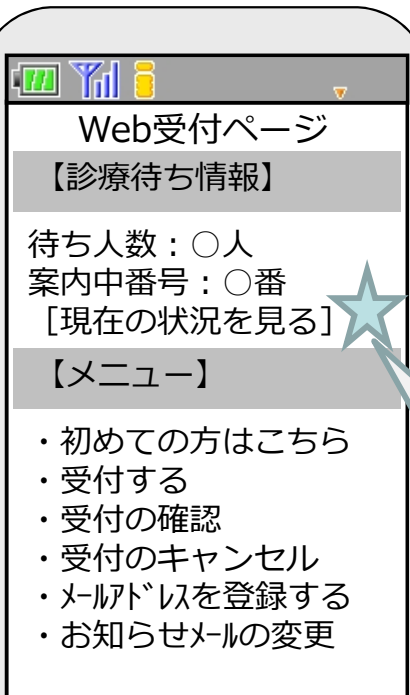 Web受付ページ
【診療待ち情報】
待ち人数：○人
案内中番号：○番
［現在の状況を見る］
【メニュー】
・初めての方はこちら
・受付する
・受付の確認
・受付のキャンセル
・ﾒｰﾙｱﾄﾞﾚｽを登録する
・お知らせﾒｰﾙの変更